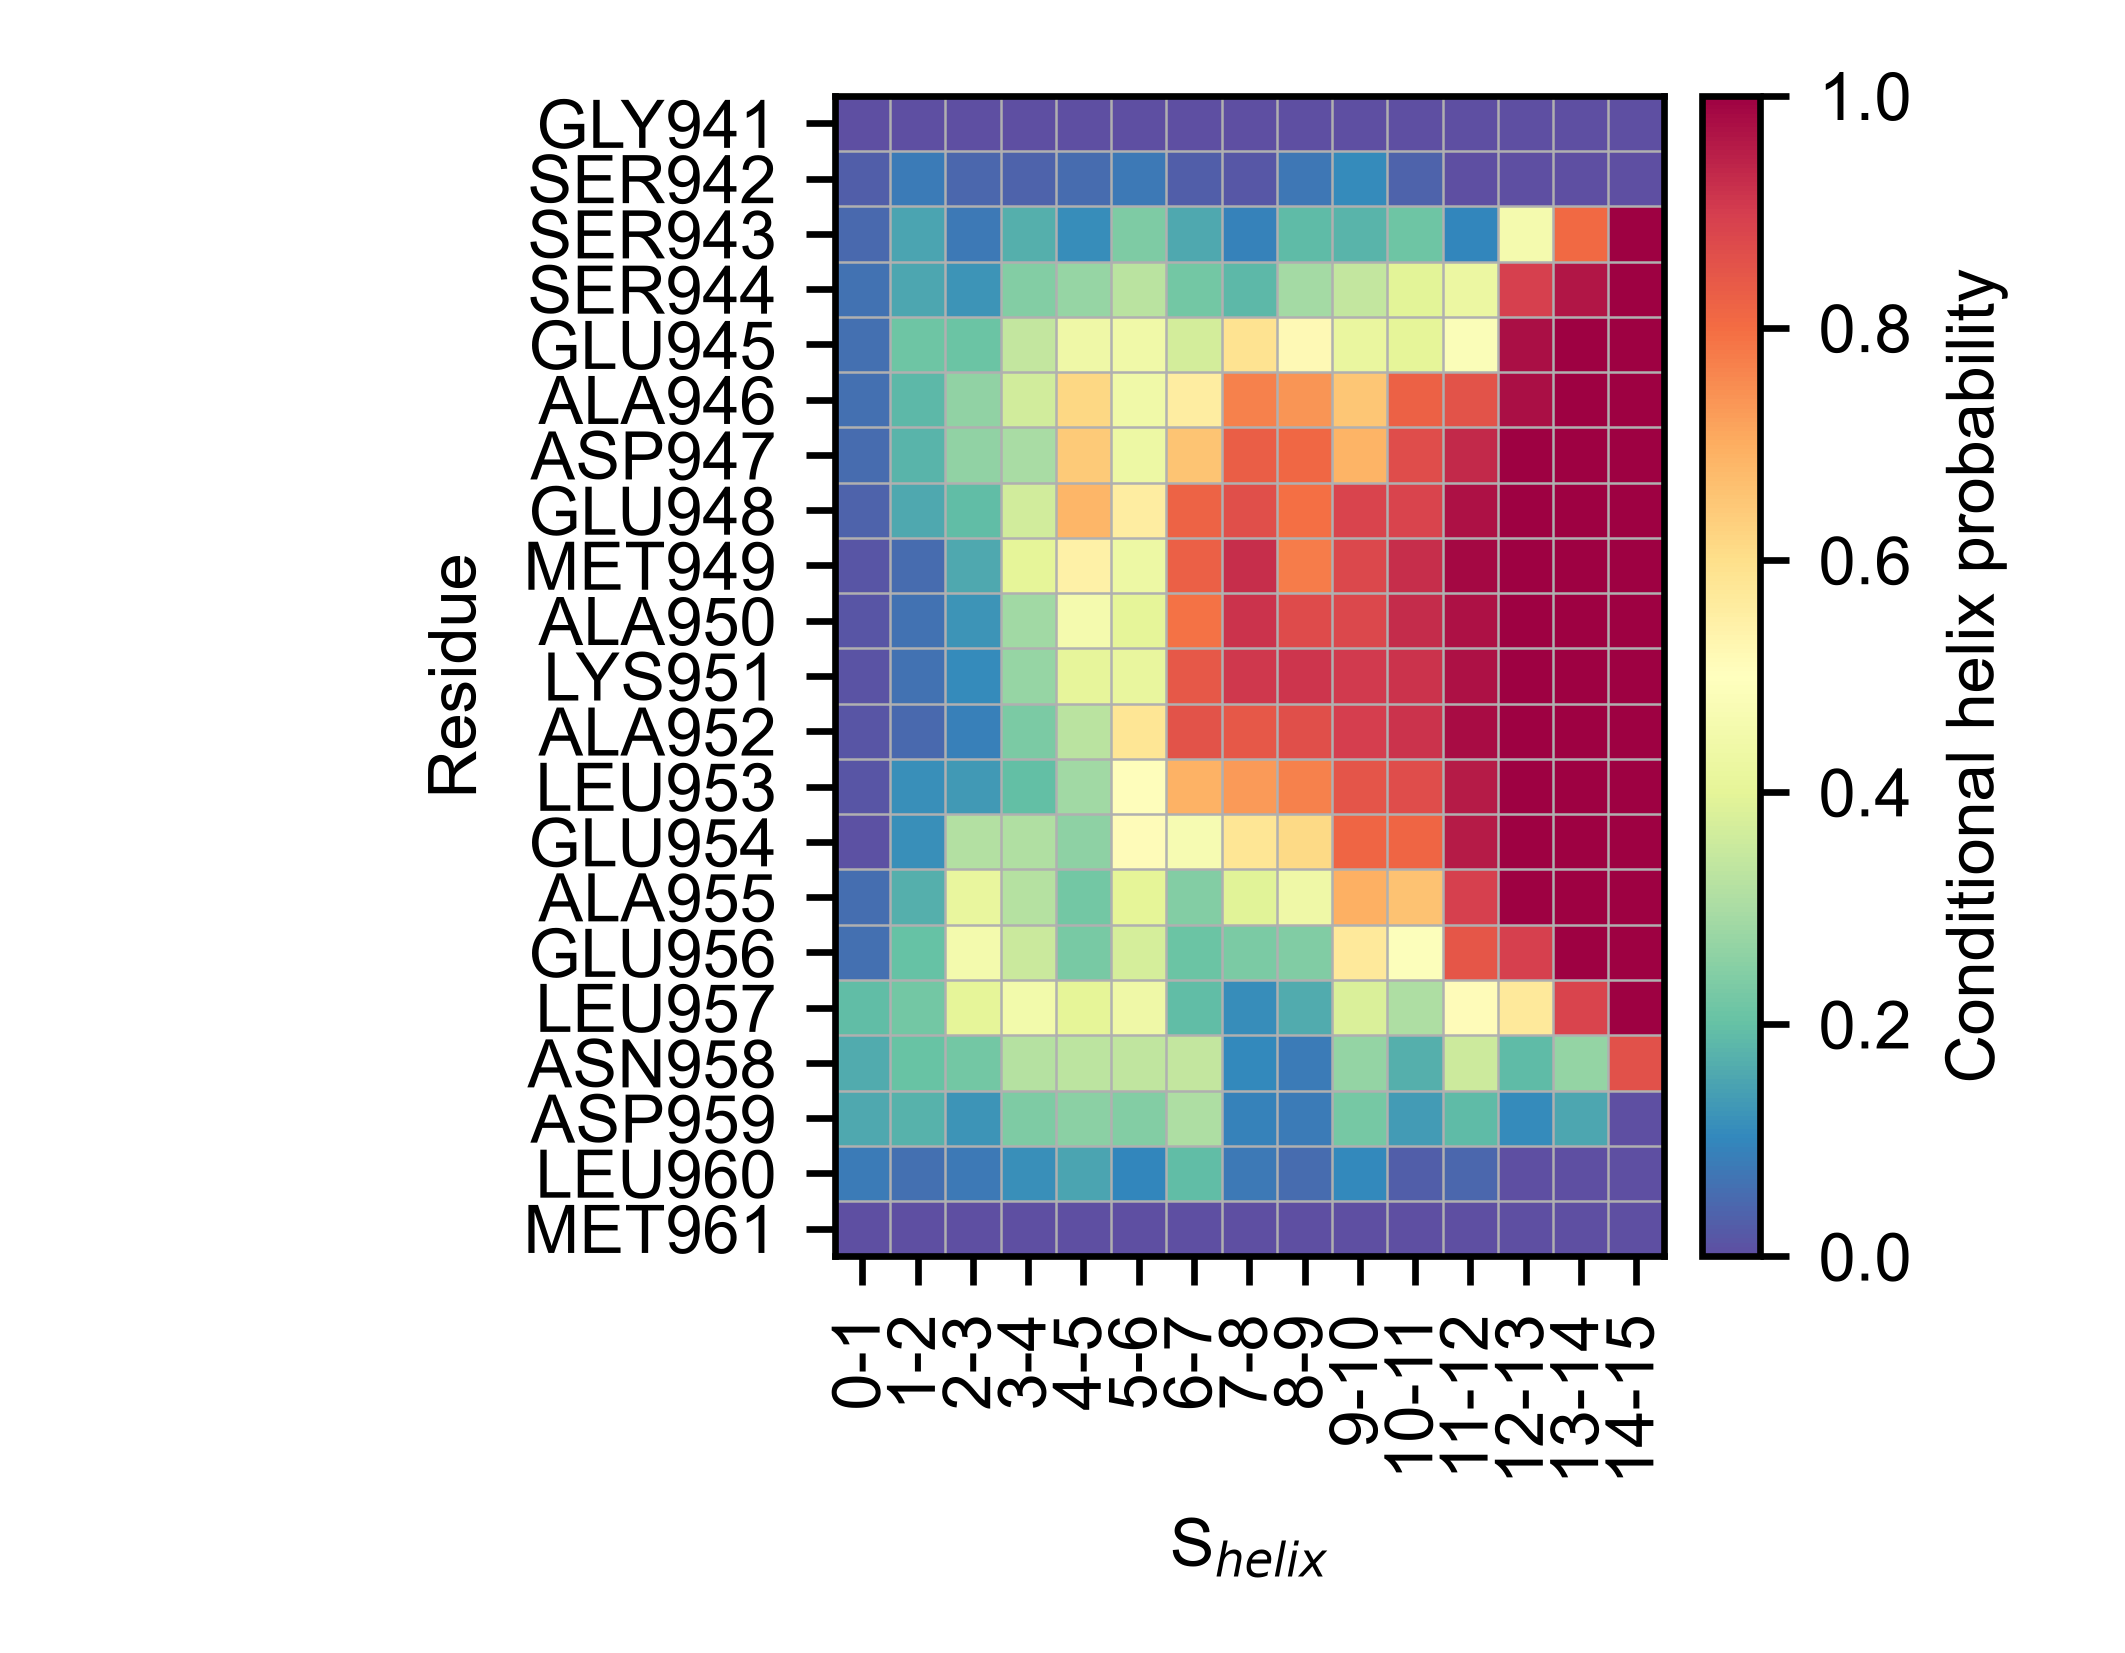 GLY941
SER942
SER943
SER944
GLU945
ALA946
ASP947
GLU948
MET949
ALA950
LYS951
ALA952
LEU953
GLU954
ALA955
GLU956
LEU957
ASN958
ASP959
LEU960
MET961
Residue
0-1
1-2
2-3
3-4
4-5
5-6
6-7
7-8
8-9
9-10
10-11
11-12
12-13
13-14
14-15
S_helix
1.0
0.8
0.6
0.4
0.2
0.0
Conditional helix probability